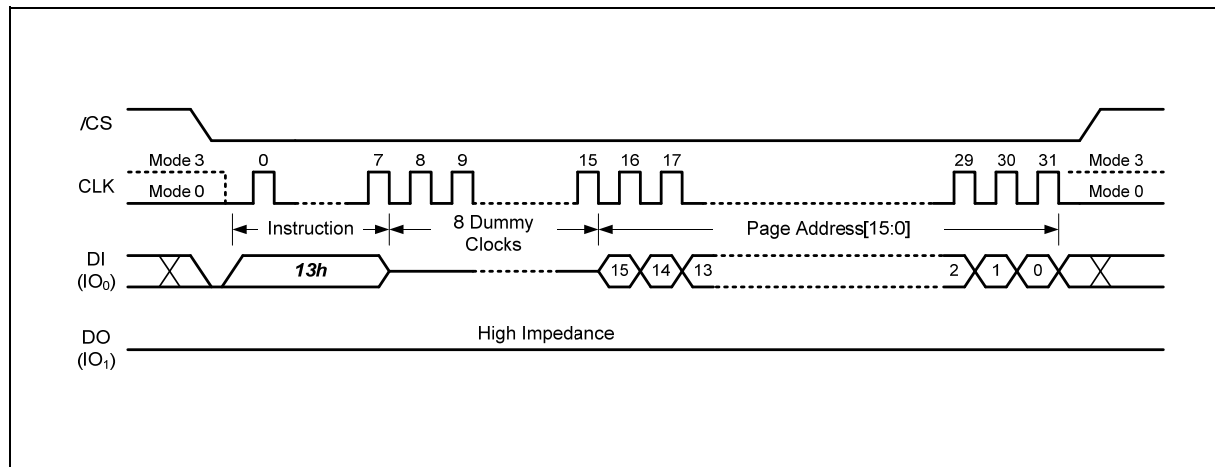 /CS
Mode 3 0 7 8 9 15 16 17 29 30 31 Mode 3
CLK
Mode 0 Mode 0
Instruction 8 Dummy Clocks Page Address[15:0]
DI (IO₀)
13h 15 14 13 2 1 0
High Impedance
DO (IO₁)